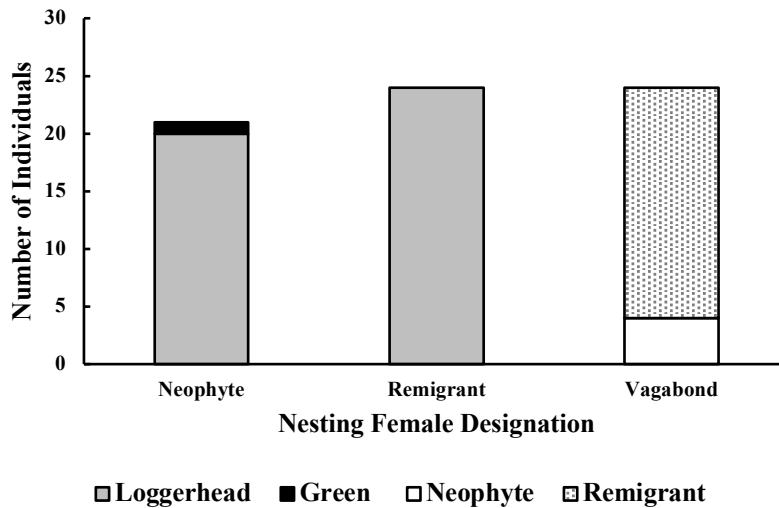 Number of Individuals
30
25
20
15
10
5
0
Neophyte Remigrant Vagabond
Nesting Female Designation
Loggerhead Green Neophyte Remigrant